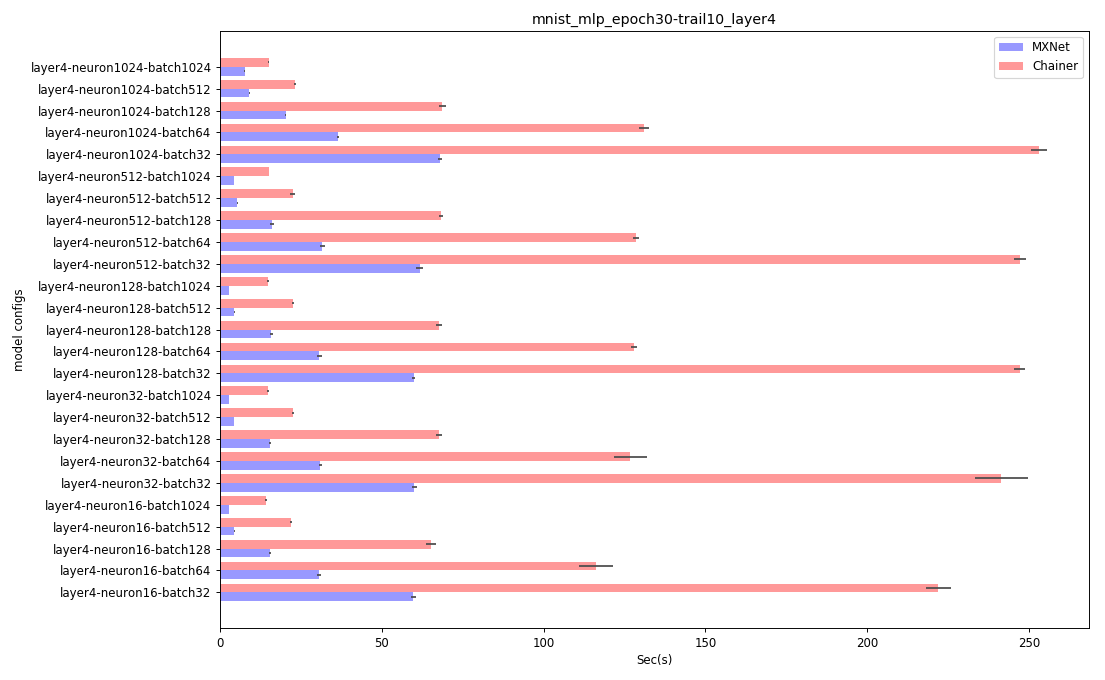 mnist_mlp_epoch30-trail10_layer4
MXNet
Chainer
model configs
layer4-neuron1024-batch1024
layer4-neuron1024-batch512
layer4-neuron1024-batch128
layer4-neuron1024-batch64
layer4-neuron1024-batch32
layer4-neuron512-batch1024
layer4-neuron512-batch512
layer4-neuron512-batch128
layer4-neuron512-batch64
layer4-neuron512-batch32
layer4-neuron128-batch1024
layer4-neuron128-batch512
layer4-neuron128-batch128
layer4-neuron128-batch64
layer4-neuron128-batch32
layer4-neuron32-batch1024
layer4-neuron32-batch512
layer4-neuron32-batch128
layer4-neuron32-batch64
layer4-neuron32-batch32
layer4-neuron16-batch1024
layer4-neuron16-batch512
layer4-neuron16-batch128
layer4-neuron16-batch64
layer4-neuron16-batch32
0 50 100 150 200 250
Sec(s)